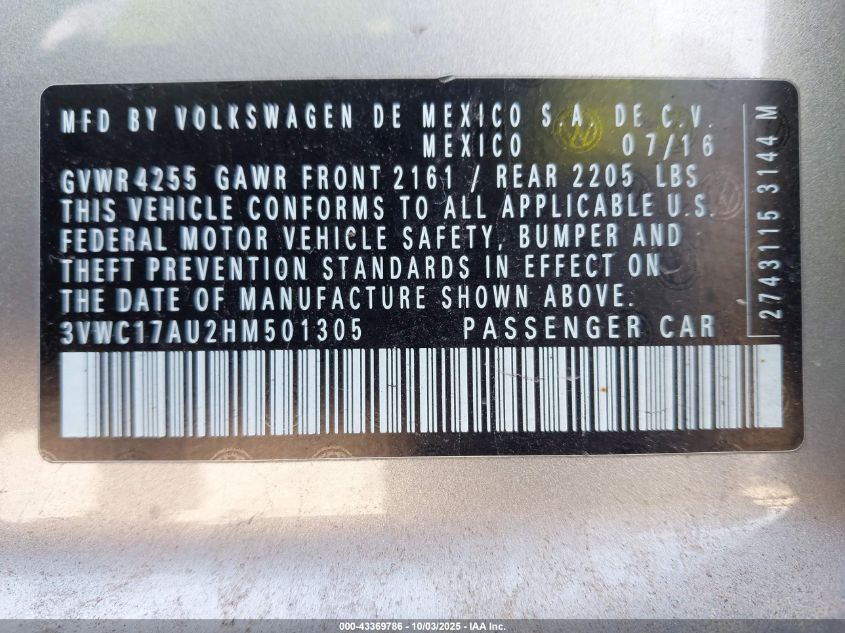 MFD BY VOLKSWAGEN DE MEXICO S.A. DE C.V.
MEXICO 07/16
GVWR4255 GAWR FRONT 2161 / REAR 2205 LBS
THIS VEHICLE CONFORMS TO ALL APPLICABLE U.S.
FEDERAL MOTOR VEHICLE SAFETY, BUMPER AND
THEFT PREVENTION STANDARDS IN EFFECT ON
THE DATE OF MANUFACTURE SHOWN ABOVE.
3VWC17AU2HM501305 PASSENGER CAR
2743115 3144 M
000-43369786 - 10/03/2025 - IAA Inc.